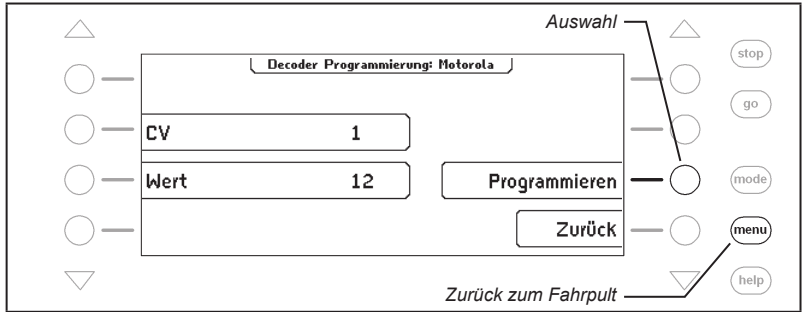 Auswahl
stop
Decoder Programmierung: Motorola
go
CV 1
Wert 12 Programmieren
mode
Zurück
menu
help
Zurück zum Fahrpult